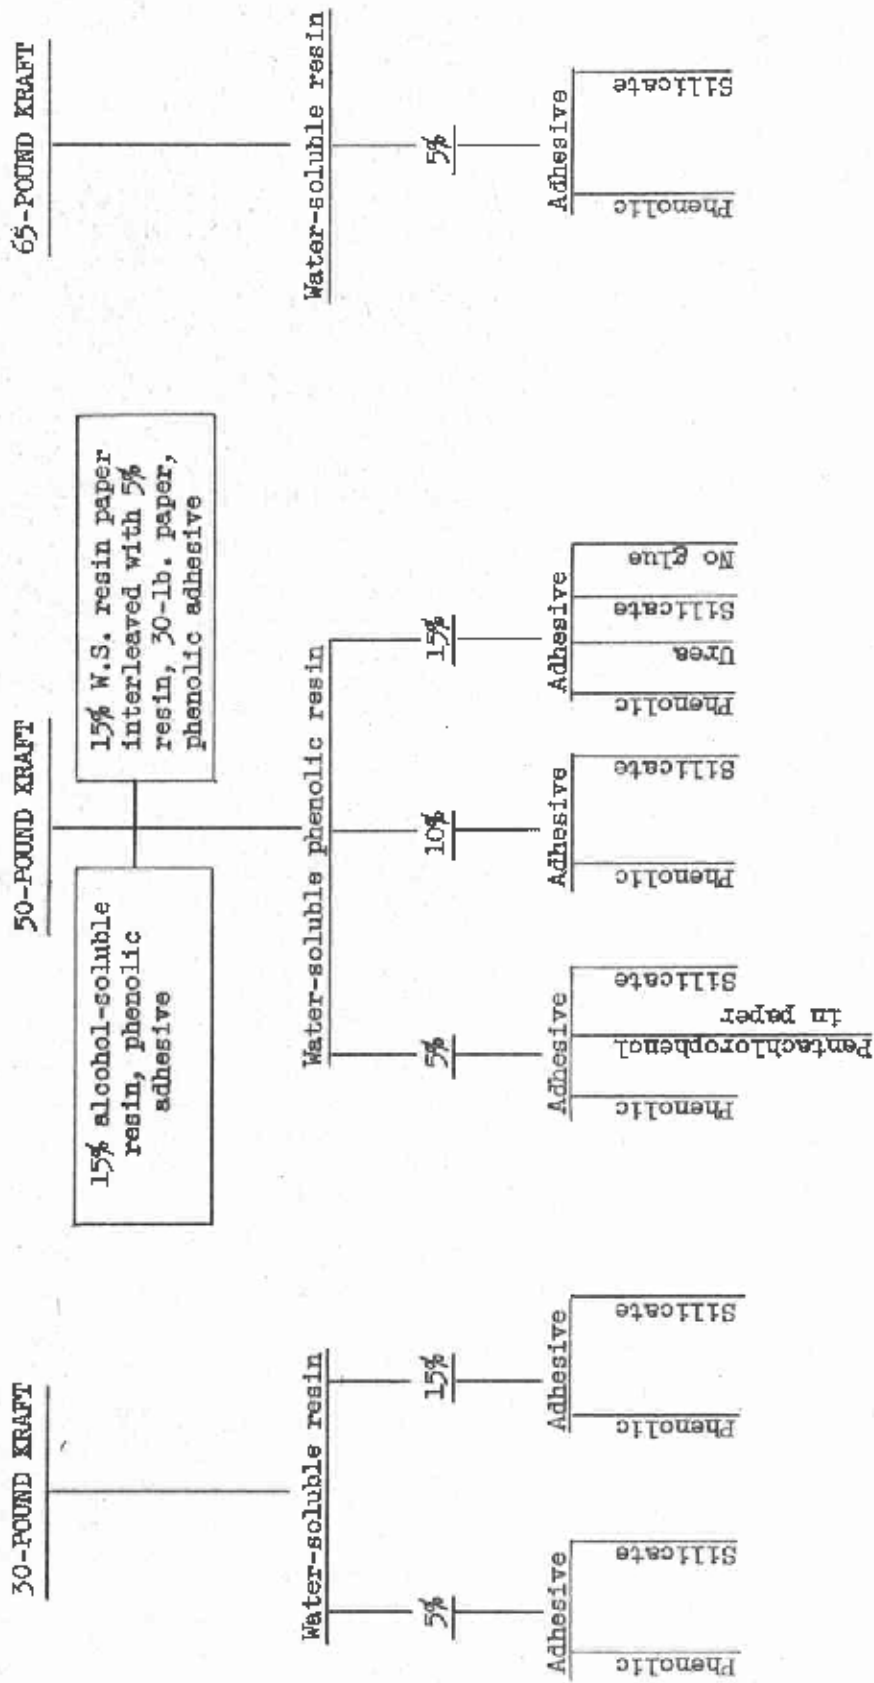 30-POUND KRAFT
50-POUND KRAFT
65-POUND KRAFT
15% alcohol-soluble
resin, phenolic
adhesive
15% W.S. resin paper
interleaved with 5%
resin, 30-lb. paper,
phenolic adhesive
Water-soluble resin
Water-soluble phenolic resin
Water-soluble resin
5%
15%
5%
10%
15%
5%
Adhesive
Adhesive
Adhesive
Adhesive
Adhesive
Adhesive
Phenolic
Silicate
Phenolic
Silicate
Phenolic
Pentachlorophenol
in paper
Silicate
Phenolic
Silicate
Phenolic
Urea
Silicate
No glue
Phenolic
Silicate